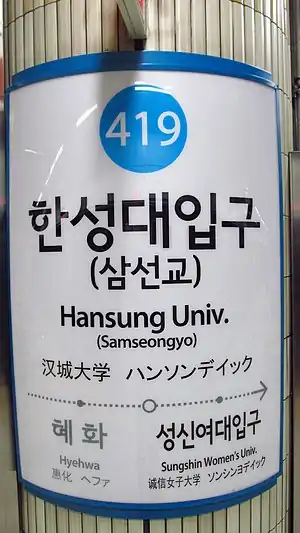 419
한성대입구
(삼선교)
Hansung Univ.
(Samseongyo)
汉城大学 ハンソンデイック
혜화
Hyehwa
惠化 ヘファ
성신여대입구
Sungshin Women's Univ.
诚信女子大学 ソンシンヨデイック